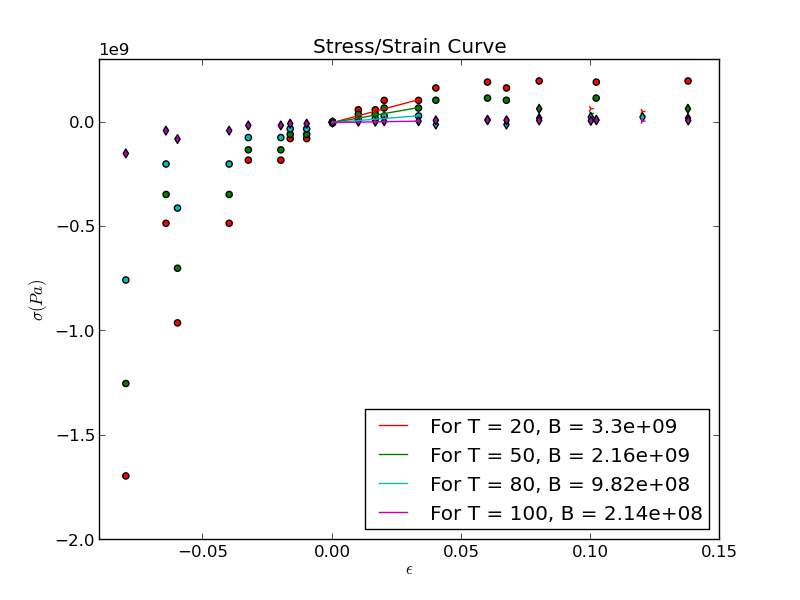 Stress/Strain Curve
1e9
0.0
−0.5
−1.0
−1.5
−2.0
σ(Pa)
For T = 20, B = 3.3e+09
For T = 50, B = 2.16e+09
For T = 80, B = 9.82e+08
For T = 100, B = 2.14e+08
−0.05 0.00 0.05 0.10 0.15
ϵ